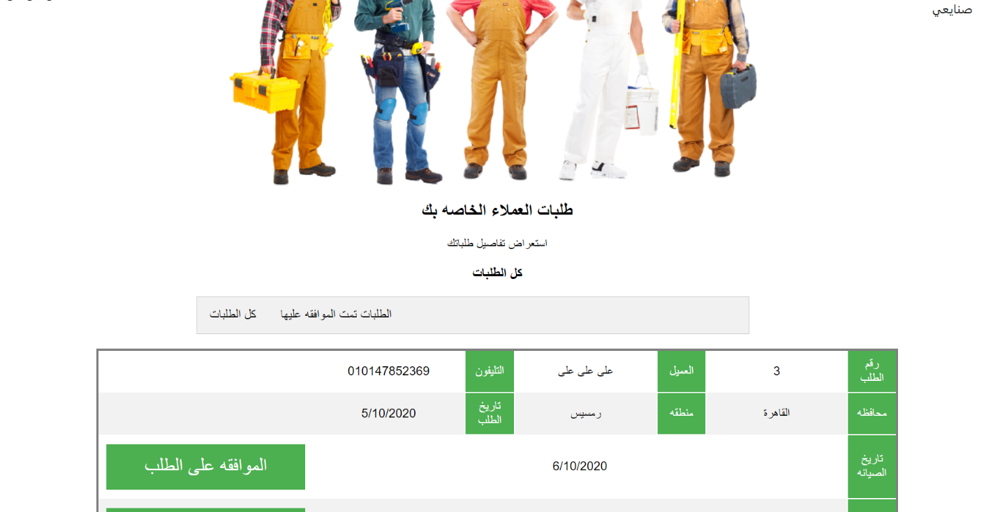 صنايعي
طلبات العملاء الخاصه بك
استعراض تفاصيل طلباتك
كل الطلبات
كل الطلبات
الطلبات تمت الموافقه عليها
رقم الطلب
3
العميل
على على على
التليفون
010147852369
محافظه
القاهرة
منطقه
رمسيس
تاريخ الطلب
5/10/2020
تاريخ الصيانه
6/10/2020
الموافقه على الطلب